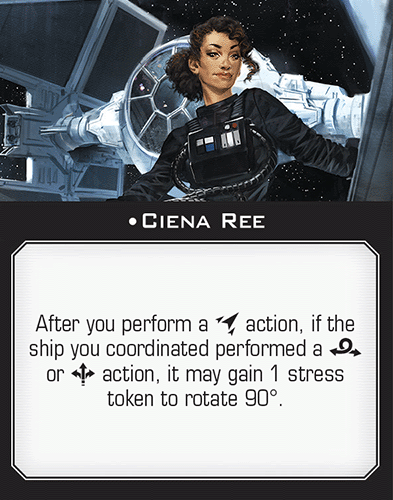 •Ciena Ree
After you perform a action, if the
ship you coordinated performed a
or action, it may gain 1 stress
token to rotate 90°.